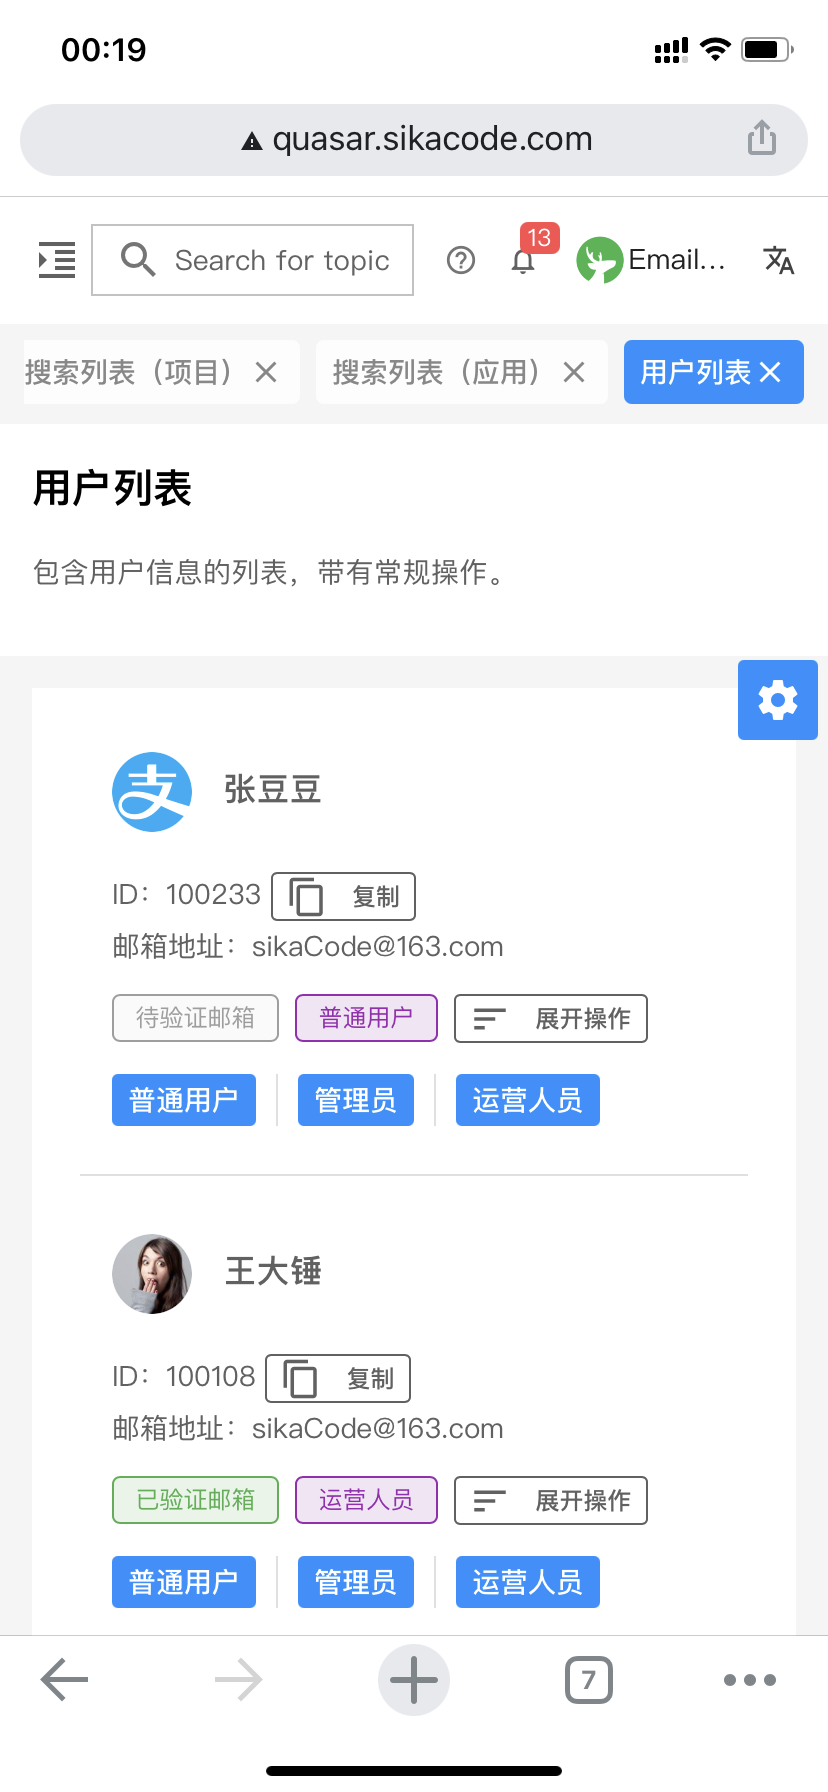 00:19
quasar.sikacode.com
Search for topic
13
Email...
搜索列表（项目）
搜索列表（应用）
用户列表
用户列表
包含用户信息的列表，带有常规操作。
支
张豆豆
ID：100233 复制
邮箱地址：sikaCode@163.com
待验证邮箱 普通用户 展开操作
普通用户 管理员 运营人员
王大锤
ID：100108 复制
邮箱地址：sikaCode@163.com
已验证邮箱 运营人员 展开操作
普通用户 管理员 运营人员
7